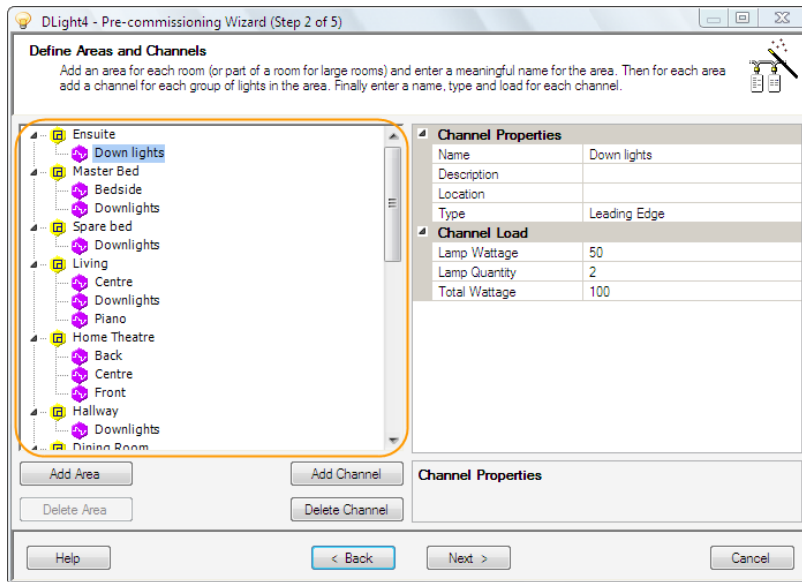 DLight4 - Pre-commissioning Wizard (Step 2 of 5)
Define Areas and Channels
Add an area for each room (or part of a room for large rooms) and enter a meaningful name for the area. Then for each area
add a channel for each group of lights in the area. Finally enter a name, type and load for each channel.
Ensuite
Down lights
Master Bed
Bedside
Downlights
Spare bed
Downlights
Living
Centre
Downlights
Piano
Home Theatre
Back
Centre
Front
Hallway
Downlights
Dining Room
Channel Properties
Name Down lights
Description
Location
Type Leading Edge
Channel Load
Lamp Wattage 50
Lamp Quantity 2
Total Wattage 100
Add Area
Add Channel
Delete Area
Delete Channel
Channel Properties
Help
< Back
Next >
Cancel